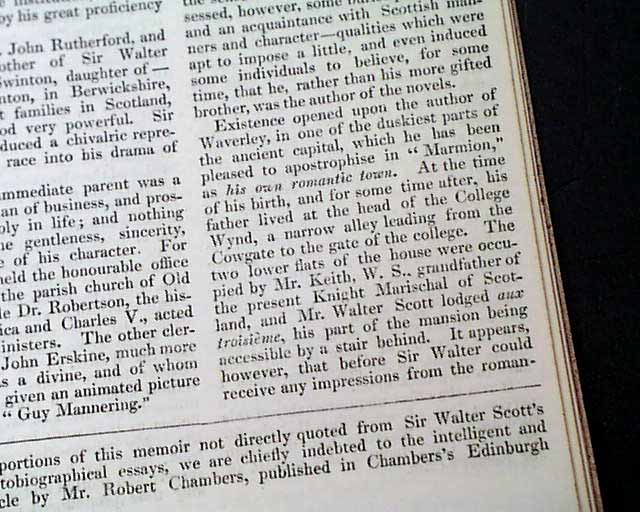 by his great proficiency
John Rutherford, and
other of Sir Walter
Swinton, daughter of —
nton, in Berwickshire,
t families in Scotland,
od very powerful. Sir
duced a chivalric repre-
race into his drama of
mmediate parent was a
an of business, and pros-
bly in life; and nothing
he gentleness, sincerity,
e of his character. For
held the honourable office
the parish church of Old
le Dr. Robertson, the his-
ica and Charles V., acted
inisters. The other cler-
John Erskine, much more
s a divine, and of whom
given an animated picture
"Guy Mannering."
sessed, however, some
and an acquaintance with Scottish man-
ners and character—qualities which were
apt to impose a little, and even induced
some individuals to believe, for some
time, that he, rather than his more gifted
brother, was the author of the novels.
Existence opened upon the author of
Waverley, in one of the duskiest parts of
the ancient capital, which he has been
pleased to apostrophise in "Marmion,"
as his own romantic town. At the time
of his birth, and for some time after, his
father lived at the head of the College
Wynd, a narrow alley leading from the
Cowgate to the gate of the college. The
two lower flats of the house were occu-
pied by Mr. Keith, W. S., grandfather of
the present Knight Marischal of Scot-
land, and Mr. Walter Scott lodged aux
troisième, his part of the mansion being
accessible by a stair behind. It appears,
however, that before Sir Walter could
receive any impressions from the roman-
portions of this memoir not directly quoted from Sir Walter Scott's
tobiographical essays, we are chiefly indebted to the intelligent and
cle by Mr. Robert Chambers, published in Chambers's Edinburgh